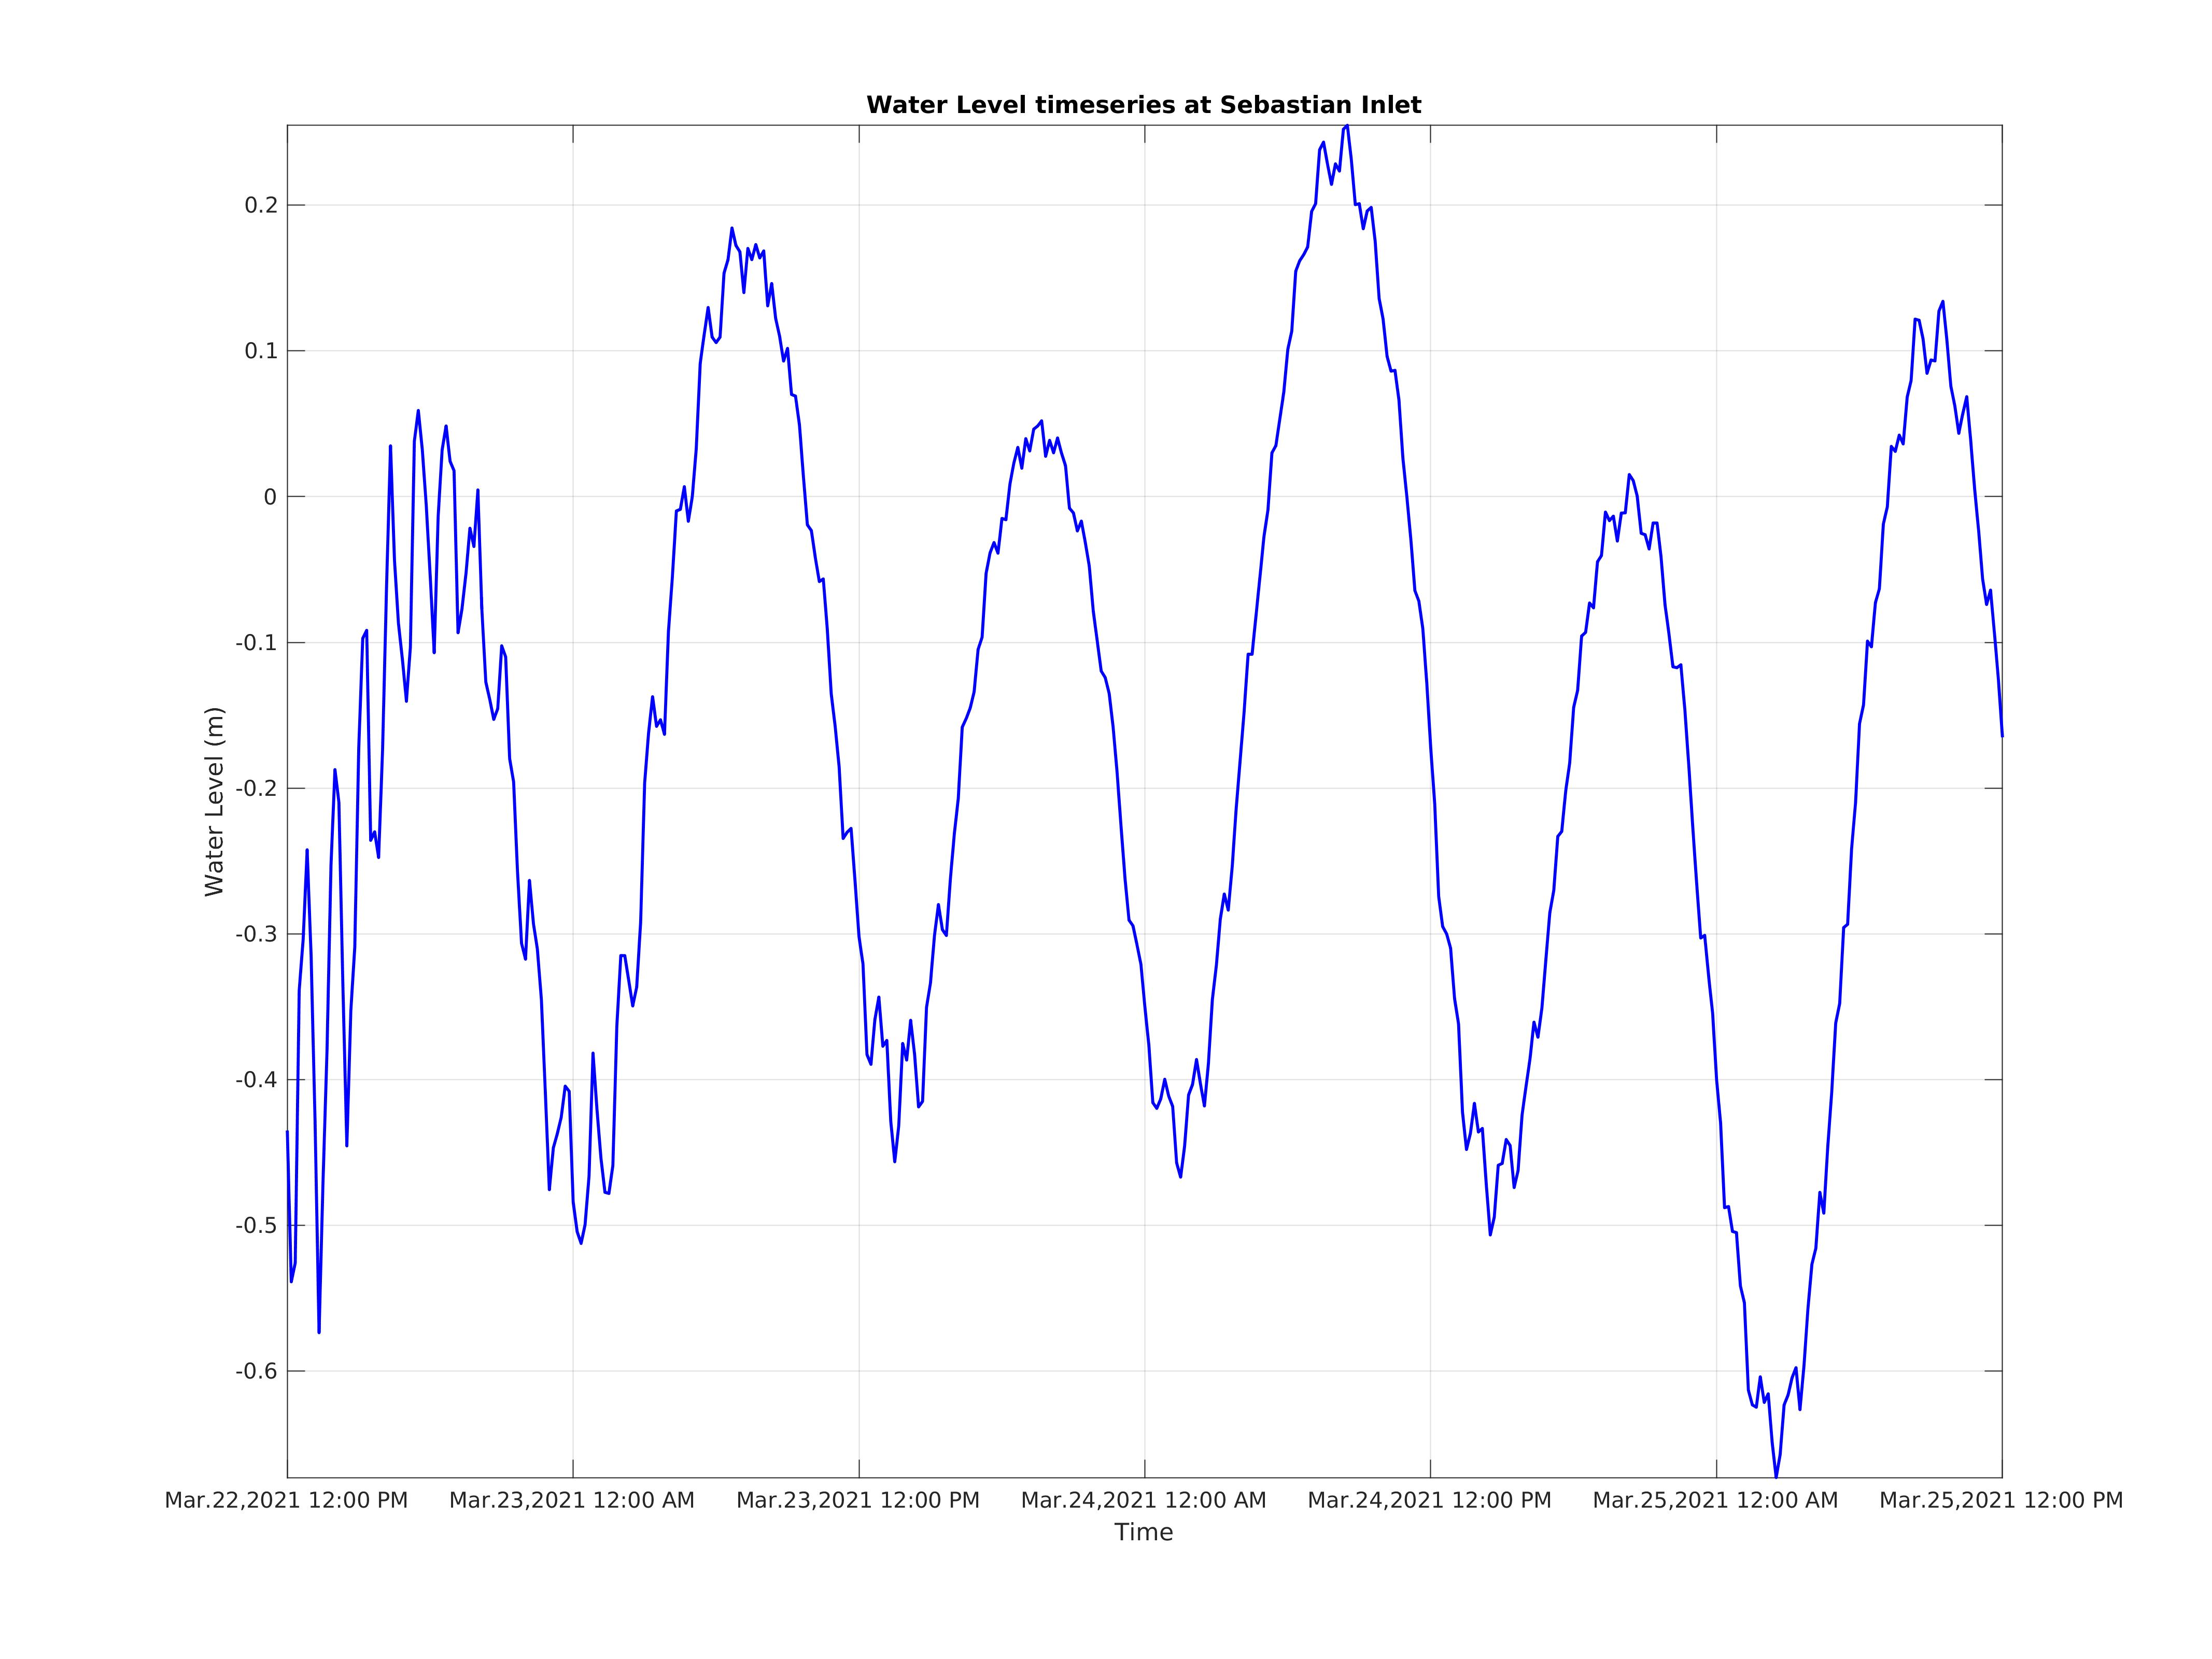 Water Level timeseries at Sebastian Inlet
0.2
0.1
0
-0.1
-0.2
-0.3
-0.4
-0.5
-0.6
Water Level (m)
Mar.22,2021 12:00 PM Mar.23,2021 12:00 AM Mar.23,2021 12:00 PM Mar.24,2021 12:00 AM Mar.24,2021 12:00 PM Mar.25,2021 12:00 AM Mar.25,2021 12:00 PM
Time